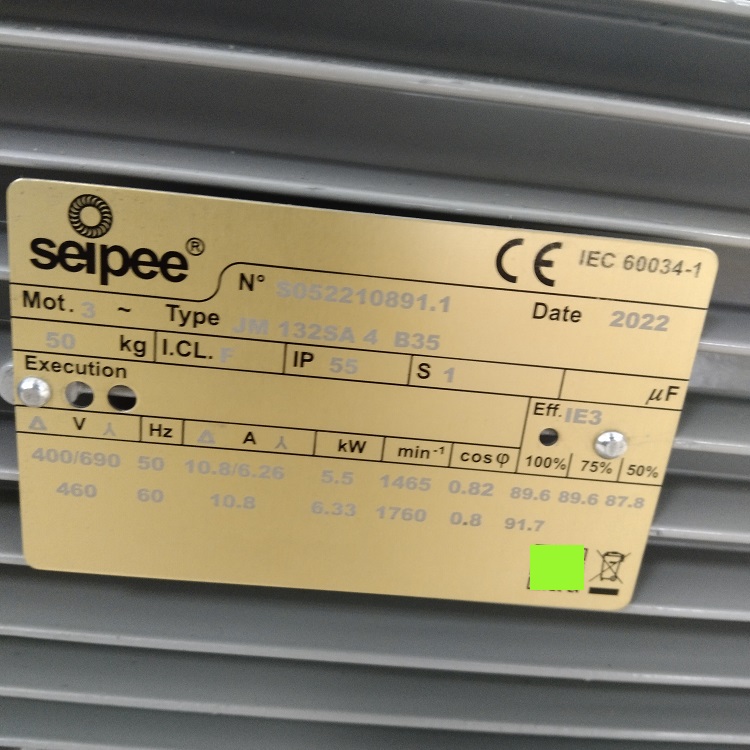 seipee®
CE IEC 60034-1
N° S052210891.1
Date 2022
Mot. 3 ~ Type JM 132SA 4 B35
50 kg I.CL. F IP 55 S 1 µF
Execution
Eff. IE3
Δ V Y Hz Δ A Y kW min⁻¹ cosφ 100% 75% 50%
400/690 50 10.8/6.26 5.5 1465 0.82 89.6 89.6 87.8
460 60 10.8 6.33 1760 0.8 91.7